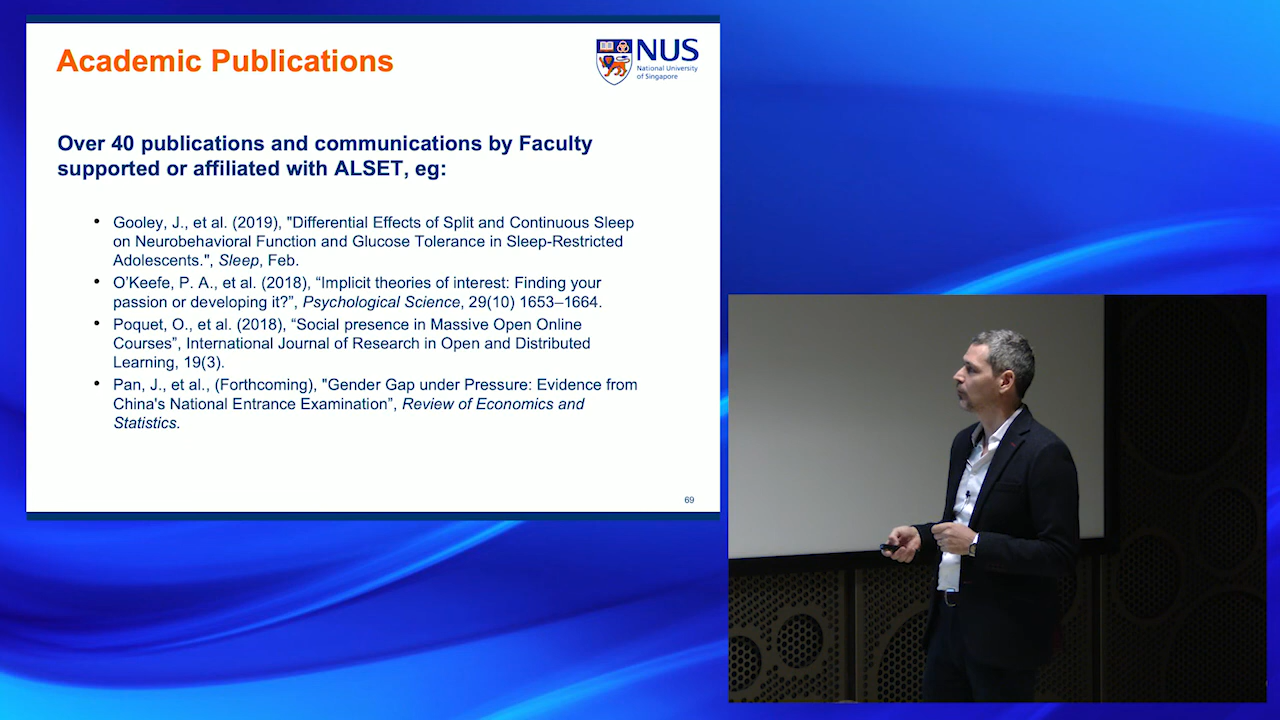 Academic Publications
NUS
National University
of Singapore
Over 40 publications and communications by Faculty
supported or affiliated with ALSET, eg:
• Gooley, J., et al. (2019), "Differential Effects of Split and Continuous Sleep
on Neurobehavioral Function and Glucose Tolerance in Sleep-Restricted
Adolescents.", Sleep, Feb.
• O’Keefe, P. A., et al. (2018), “Implicit theories of interest: Finding your
passion or developing it?”, Psychological Science, 29(10) 1653–1664.
• Poquet, O., et al. (2018), “Social presence in Massive Open Online
Courses”, International Journal of Research in Open and Distributed
Learning, 19(3).
• Pan, J., et al., (Forthcoming), "Gender Gap under Pressure: Evidence from
China's National Entrance Examination”, Review of Economics and
Statistics.
69